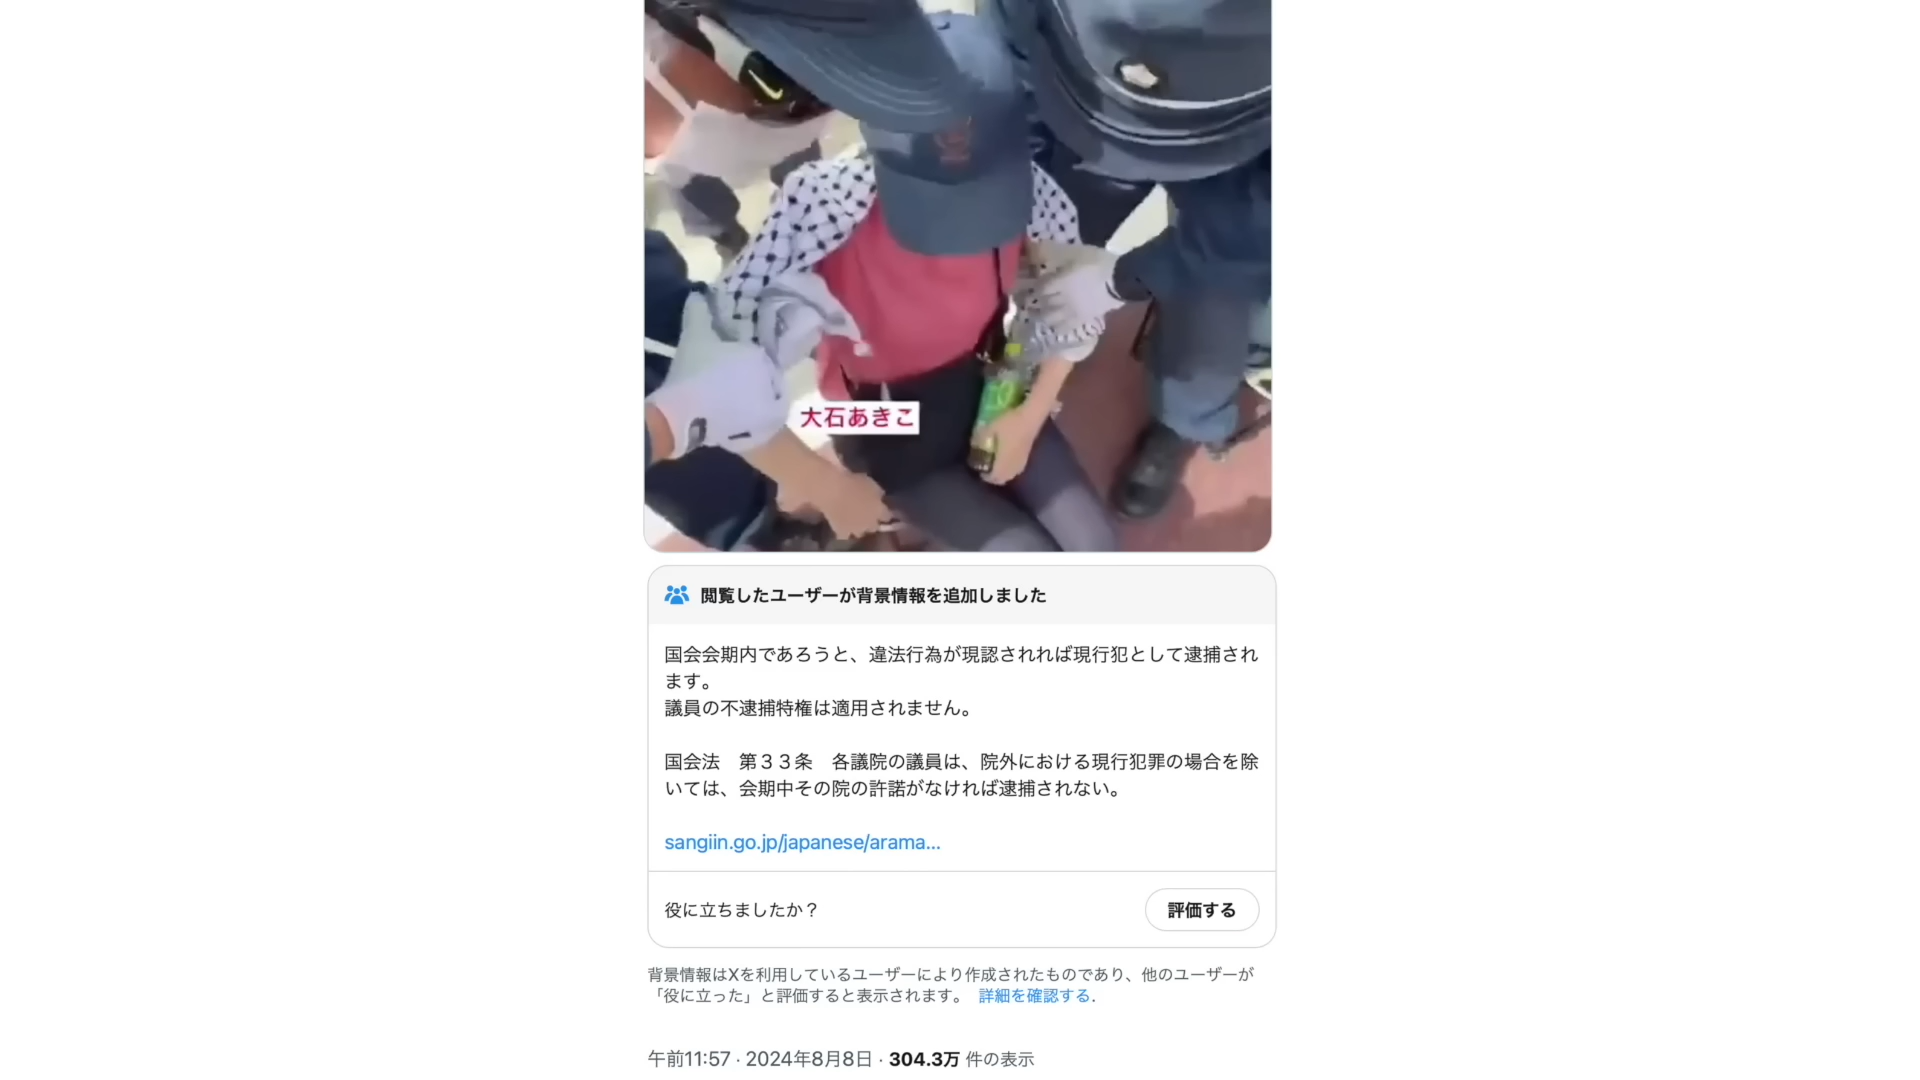 大石あきこ
閲覧したユーザーが背景情報を追加しました
国会会期内であろうと、違法行為が現認されれば現行犯として逮捕され
ます。
議員の不逮捕特権は適用されません。
国会法　第３３条　各議院の議員は、院外における現行犯罪の場合を除
いては、会期中その院の許諾がなければ逮捕されない。
sangiin.go.jp/japanese/arama...
役に立ちましたか？
評価する
背景情報はXを利用しているユーザーにより作成されたものであり、他のユーザーが
「役に立った」と評価すると表示されます。 詳細を確認する.
午前11:57 · 2024年8月8日 · 304.3万 件の表示